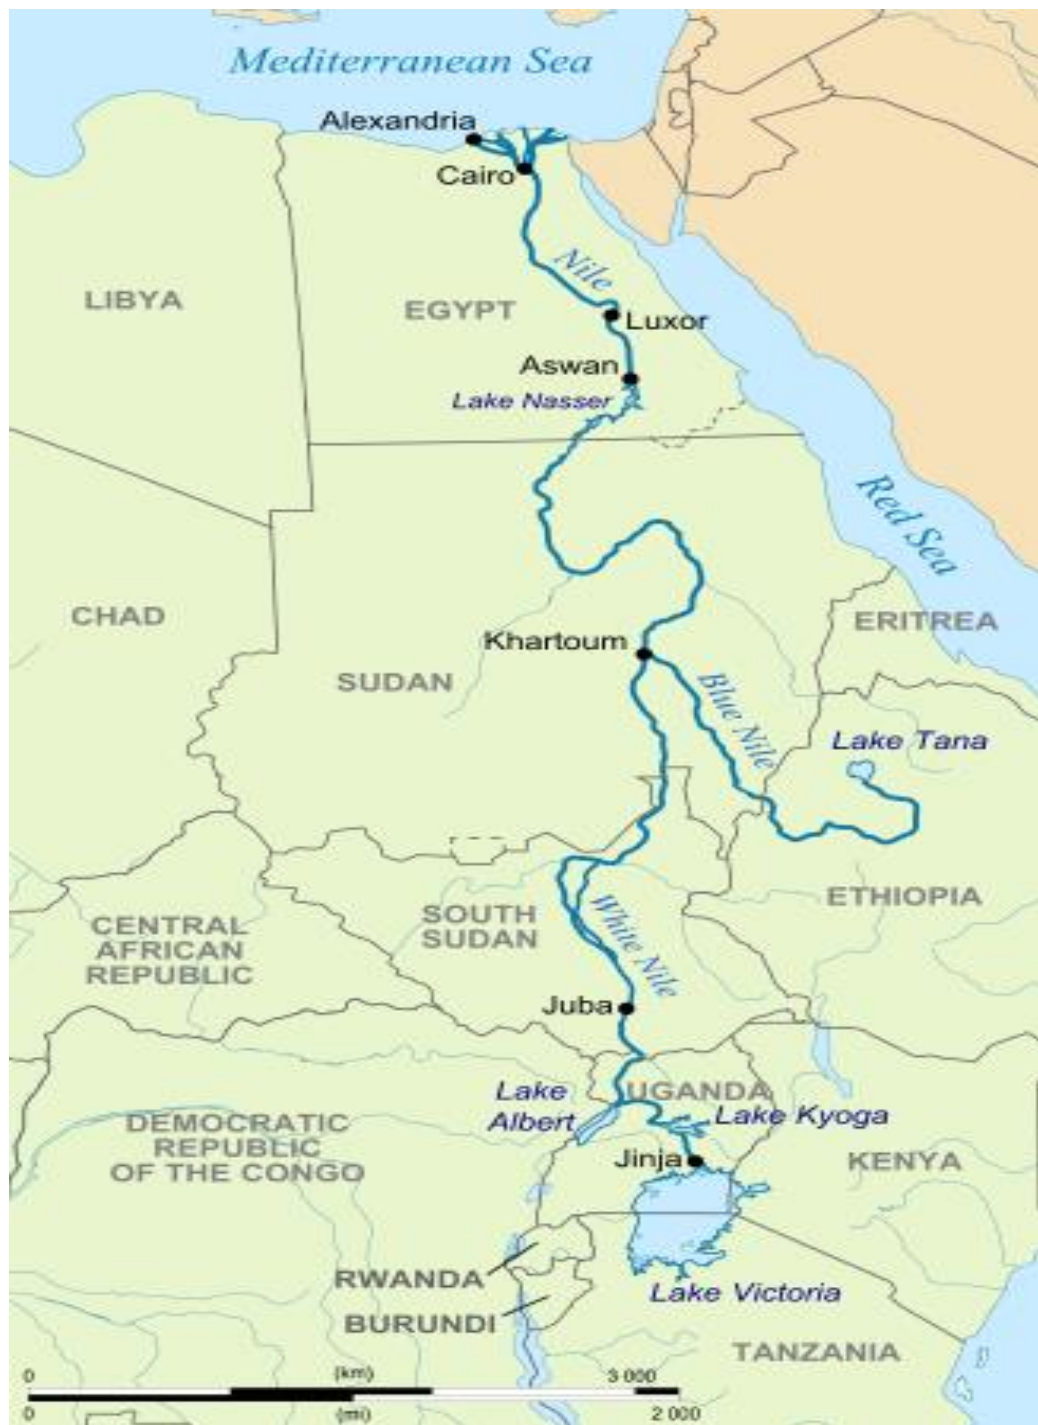 Mediterranean Sea
Alexandria
Cairo
Nile
LIBYA
EGYPT
Luxor
Aswan
Lake Nasser
Red Sea
CHAD
ERITREA
Khartoum
SUDAN
Blue Nile
Lake Tana
ETHIOPIA
CENTRAL
AFRICAN
REPUBLIC
SOUTH
SUDAN
White Nile
Juba
Lake
Albert
UGANDA
Lake Kyoga
DEMOCRATIC
REPUBLIC
OF THE CONGO
Jinja
KENYA
RWANDA
Lake Victoria
BURUNDI
TANZANIA
0 (km) 3 000
0 (mi) 2 000